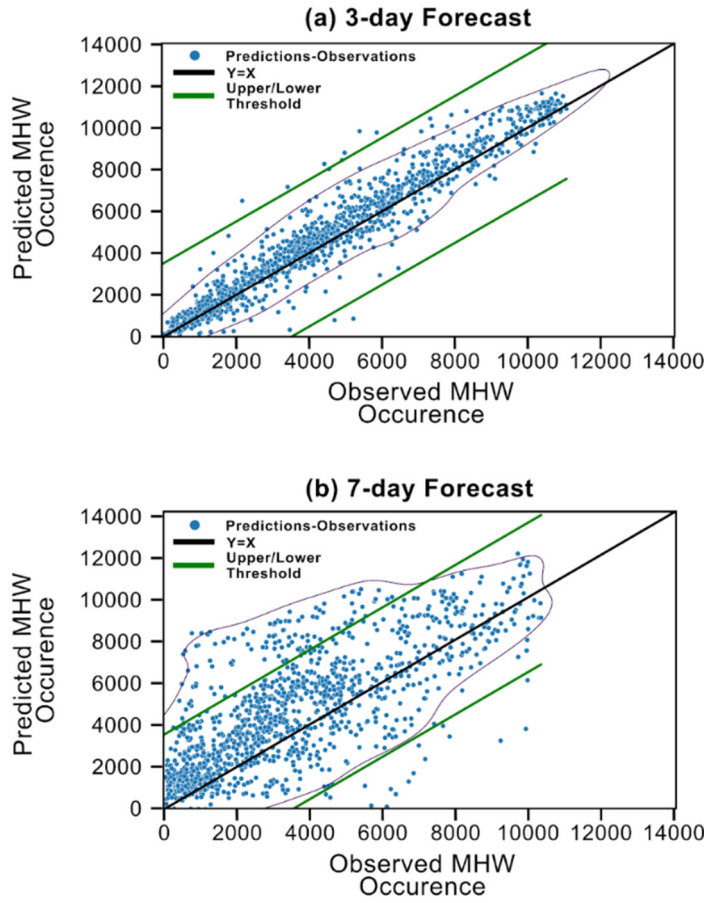 (a) 3-day Forecast
14000
12000
10000
8000
6000
4000
2000
0
Predicted MHW
Occurence
Predictions-Observations
Y=X
Upper/Lower
Threshold
0 2000 4000 6000 8000 10000 12000 14000
Observed MHW
Occurence
(b) 7-day Forecast
14000
12000
10000
8000
6000
4000
2000
0
Predicted MHW
Occurence
Predictions-Observations
Y=X
Upper/Lower
Threshold
0 2000 4000 6000 8000 10000 12000 14000
Observed MHW
Occurence